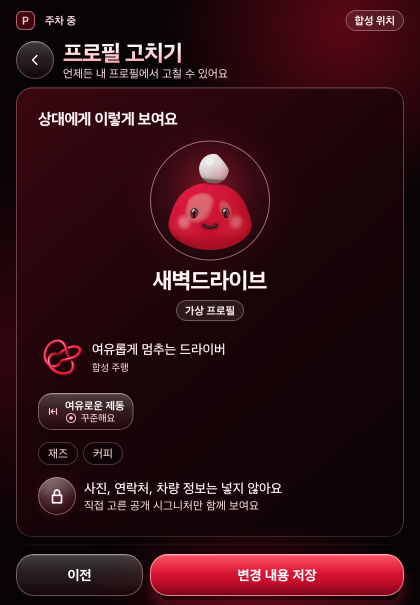 P 주차 중
합성 위치
프로필 고치기
언제든 내 프로필에서 고칠 수 있어요
상대에게 이렇게 보여요
새벽드라이브
가상 프로필
여유롭게 멈추는 드라이버
합성 주행
여유로운 제동
꾸준해요
재즈
커피
사진, 연락처, 차량 정보는 넣지 않아요
직접 고른 공개 시그니처만 함께 보여요
이전
변경 내용 저장